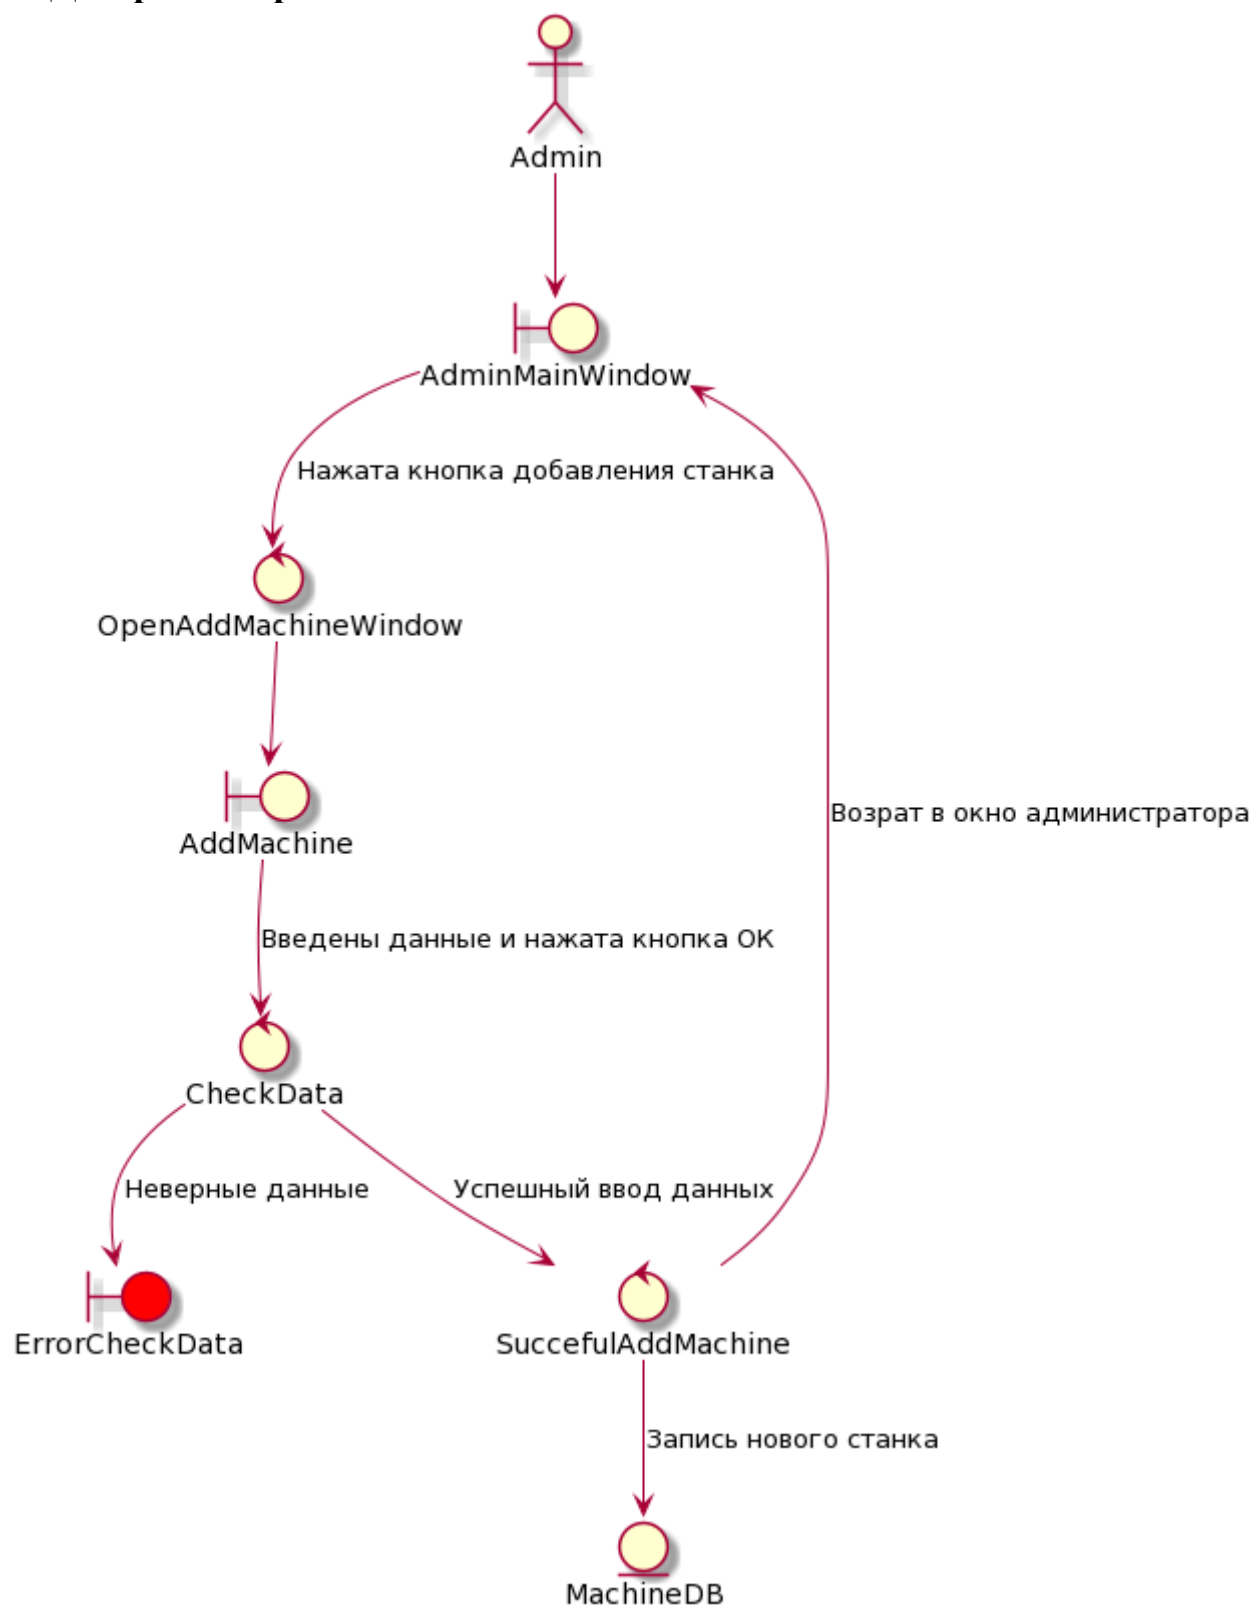 Admin
AdminMainWindow
Нажата кнопка добавления станка
OpenAddMachineWindow
Возрат в окно администратора
AddMachine
Введены данные и нажата кнопка ОК
CheckData
Неверные данные
Успешный ввод данных
ErrorCheckData
SuccefulAddMachine
Запись нового станка
MachineDB